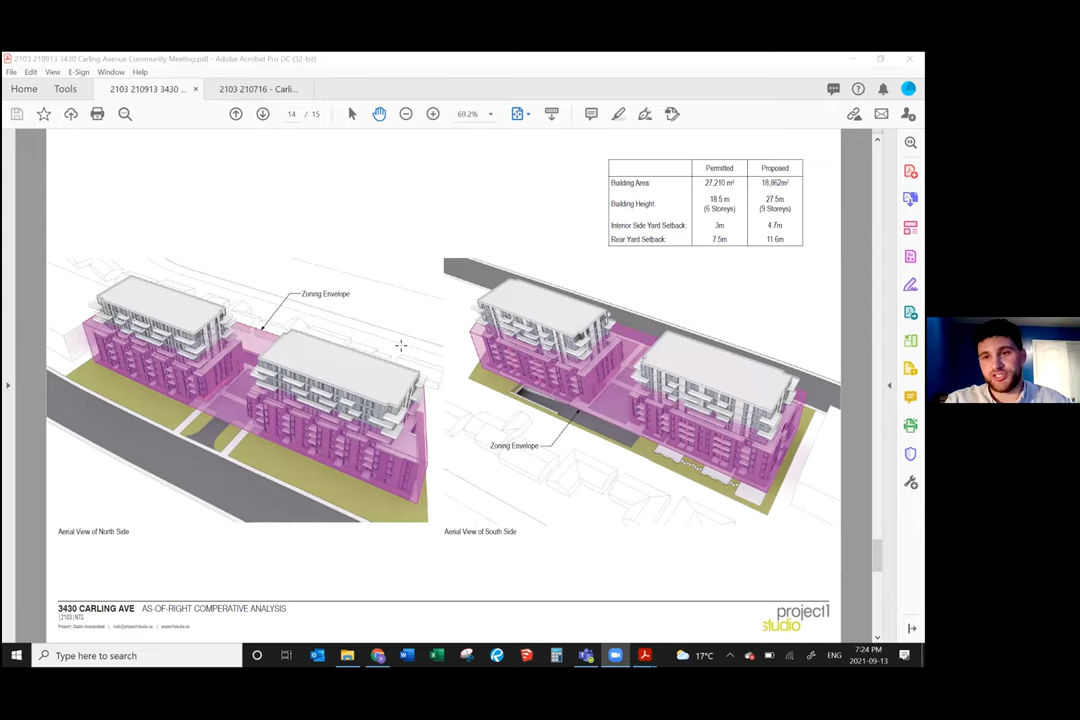 2103 210913 3430 Carling Avenue Community Meeting.pdf - Adobe Acrobat Pro DC (32-bit)
File Edit View E-Sign Window Help
Home Tools 2103 210913 3430 ... × 2103 210716 - Carli...
14 / 15 69.2%
Permitted Proposed
Building Area: 27,210 m² 18,862m²
Building Height: 18.5 m (6 Storeys) 27.5m (9 Storeys)
Interior Side Yard Setback: 3m 4.7m
Rear Yard Setback: 7.5m 11.6m
Zoning Envelope
Zoning Envelope
Aerial View of North Side
Aerial View of South Side
3430 CARLING AVE AS-OF-RIGHT COMPERATIVE ANALYSIS
| 2103 | NTS
project1
studio
Type here to search
17°C
ENG
7:24 PM
2021-09-13